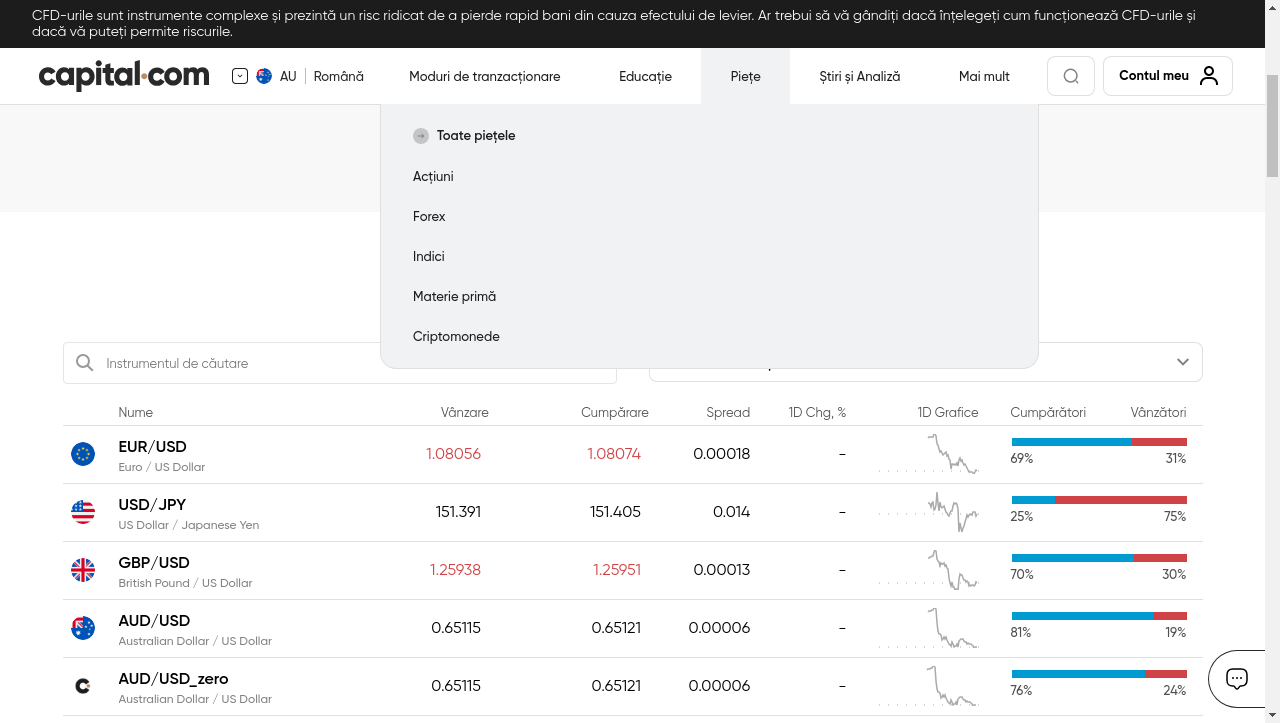 CFD-urile sunt instrumente complexe și prezintă un risc ridicat de a pierde rapid bani din cauza efectului de levier. Ar trebui să vă gândiți dacă înțelegeți cum funcționează CFD-urile și
dacă vă puteți permite riscurile.
capital.com AU Română Moduri de tranzacționare Educație Piețe Știri și Analiză Mai mult Contul meu
Toate piețele
Acțiuni
Forex
Indici
Materie primă
Criptomonede
Instrumentul de căutare
Nume Vânzare Cumpărare Spread 1D Chg, % 1D Grafice Cumpărători Vânzători
EUR/USD 1.08056 1.08074 0.00018 -
Euro / US Dollar 69% 31%
USD/JPY 151.391 151.405 0.014 -
US Dollar / Japanese Yen 25% 75%
GBP/USD 1.25938 1.25951 0.00013 -
British Pound / US Dollar 70% 30%
AUD/USD 0.65115 0.65121 0.00006 -
Australian Dollar / US Dollar 81% 19%
AUD/USD_zero 0.65115 0.65121 0.00006 -
Australian Dollar / US Dollar 76% 24%